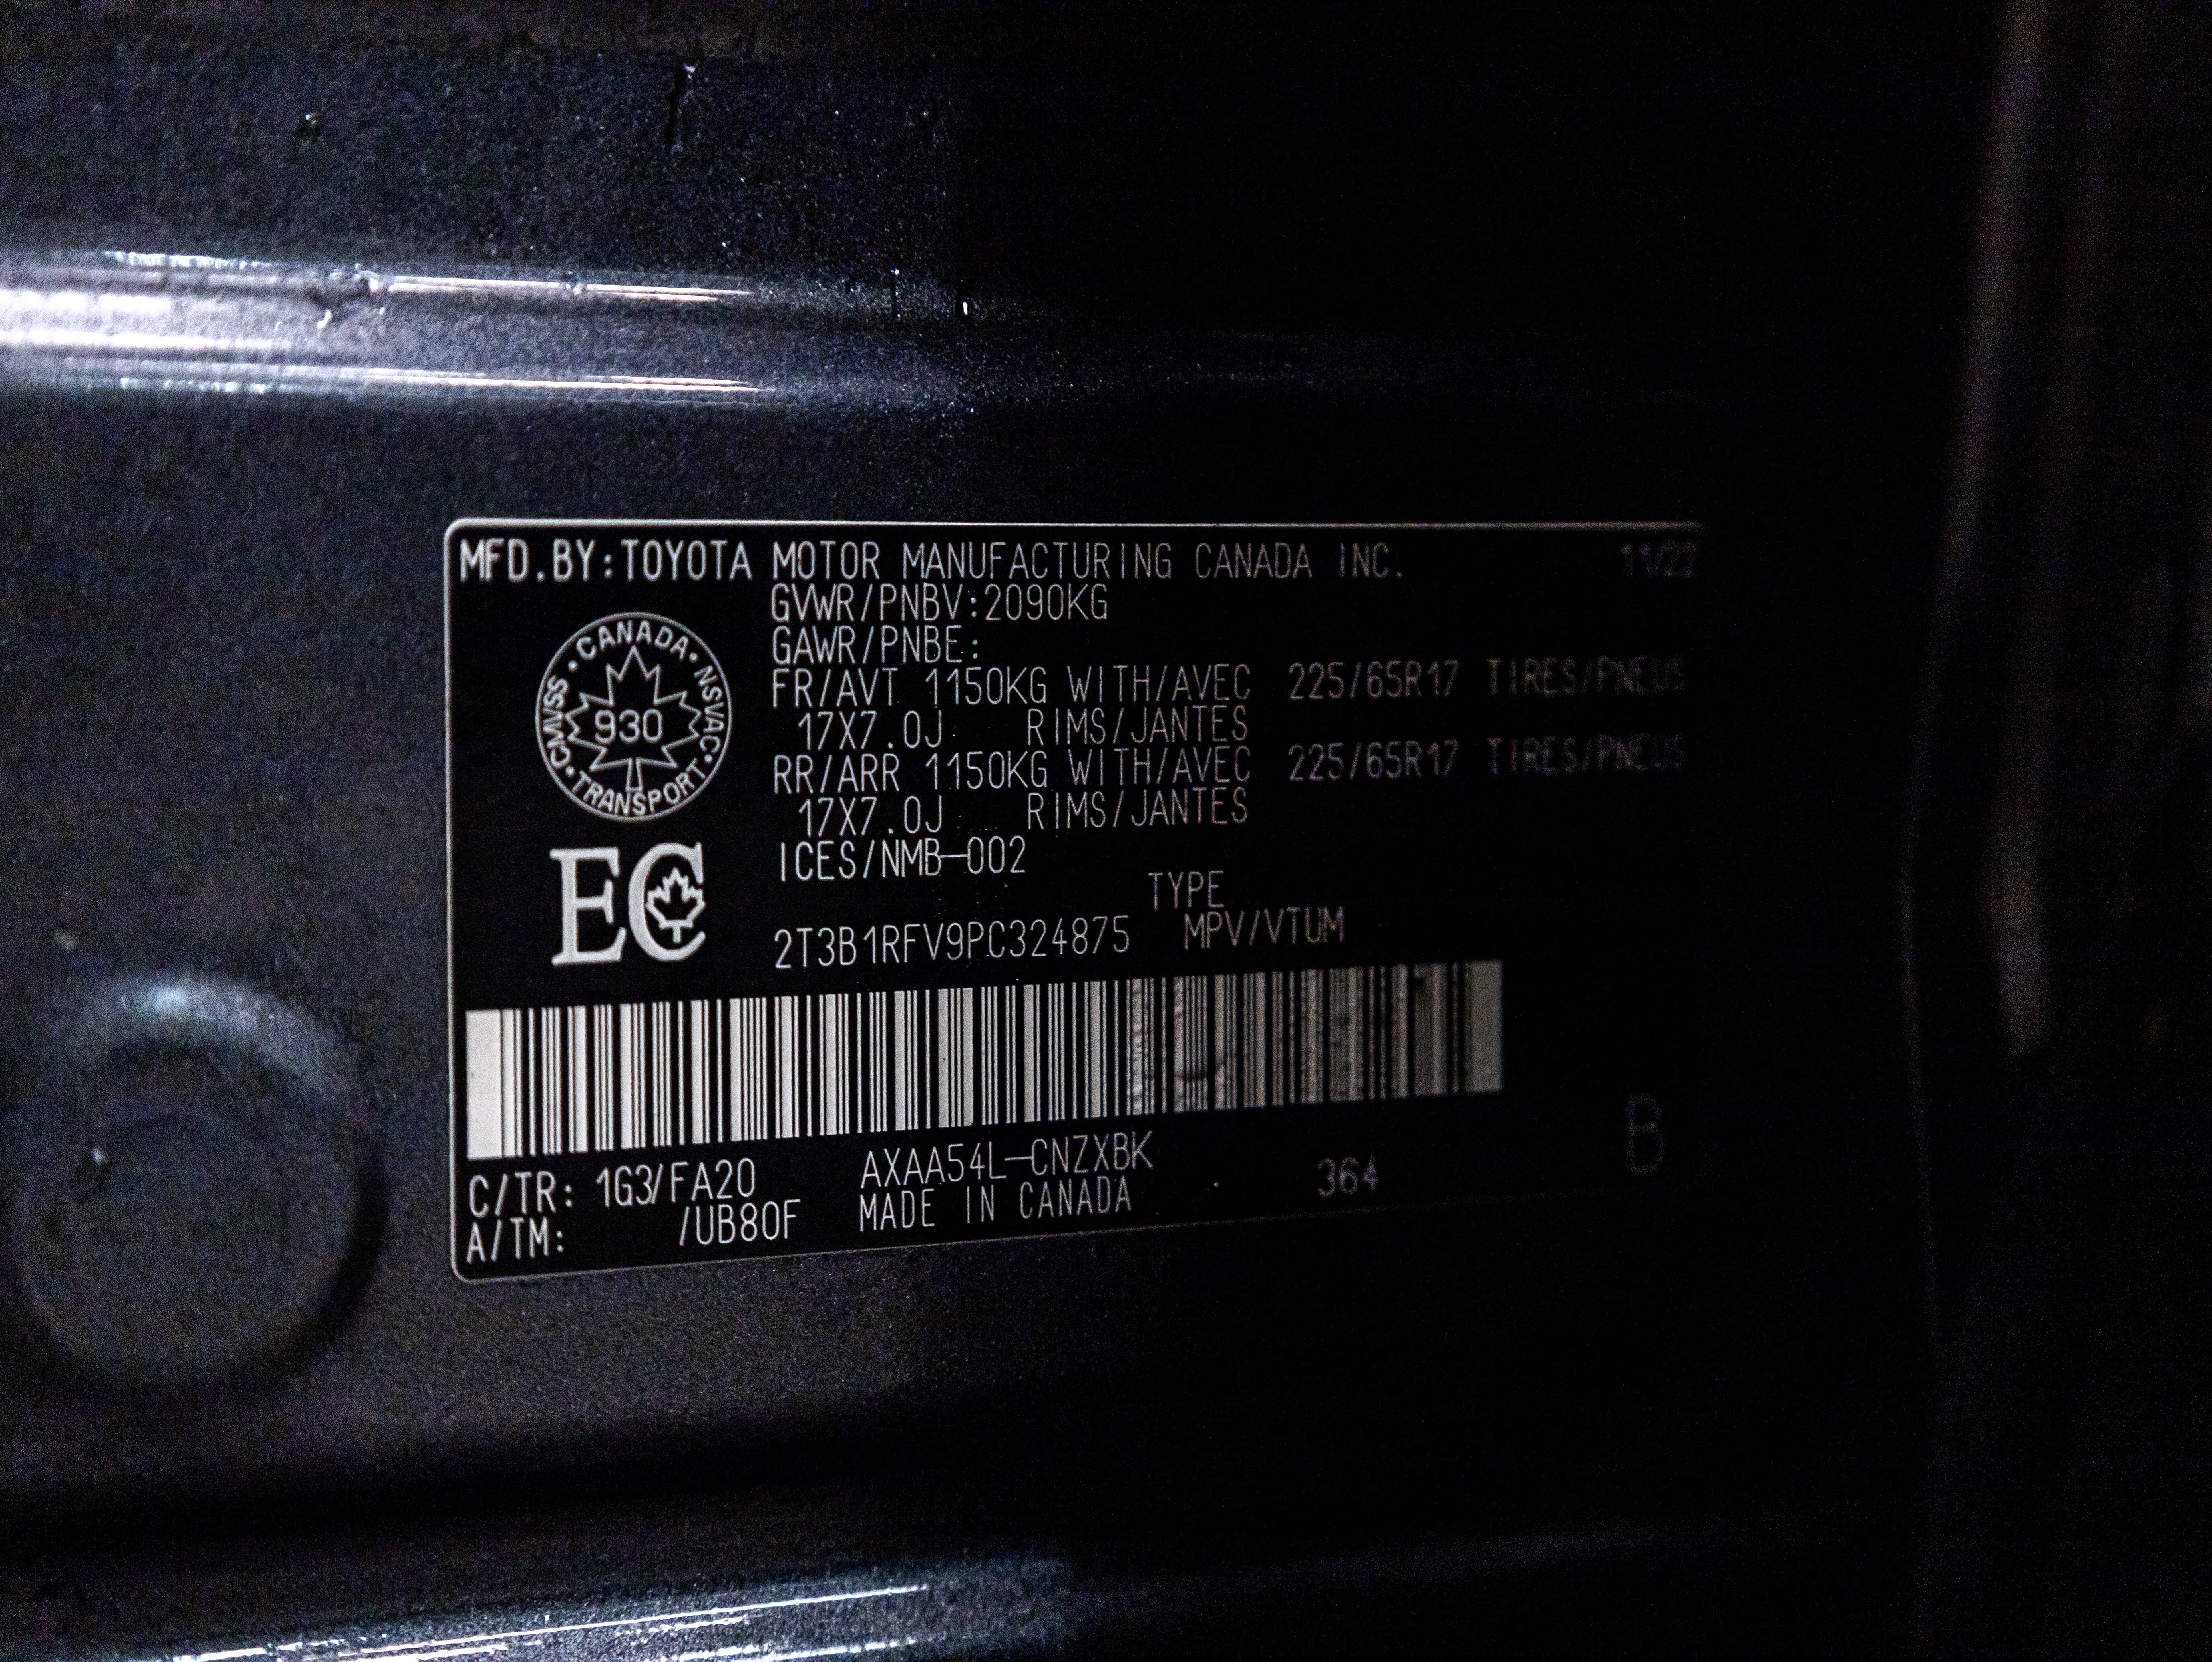 MFD.BY:TOYOTA MOTOR MANUFACTURING CANADA INC. 11/22
GVWR/PNBV:2090KG
GAWR/PNBE:
FR/AVT 1150KG WITH/AVEC 225/65R17 TIRES/PNEUS
17X7.0J RIMS/JANTES
RR/ARR 1150KG WITH/AVEC 225/65R17 TIRES/PNEUS
17X7.0J RIMS/JANTES
ICES/NMB-002
CANADA • NSVAC • TRANSPORT • CMVSS •
930
EC
TYPE
2T3B1RFV9PC324875 MPV/VTUM
C/TR: 1G3/FA20 AXAA54L-CNZXBK 364 B
A/TM: /UB80F MADE IN CANADA